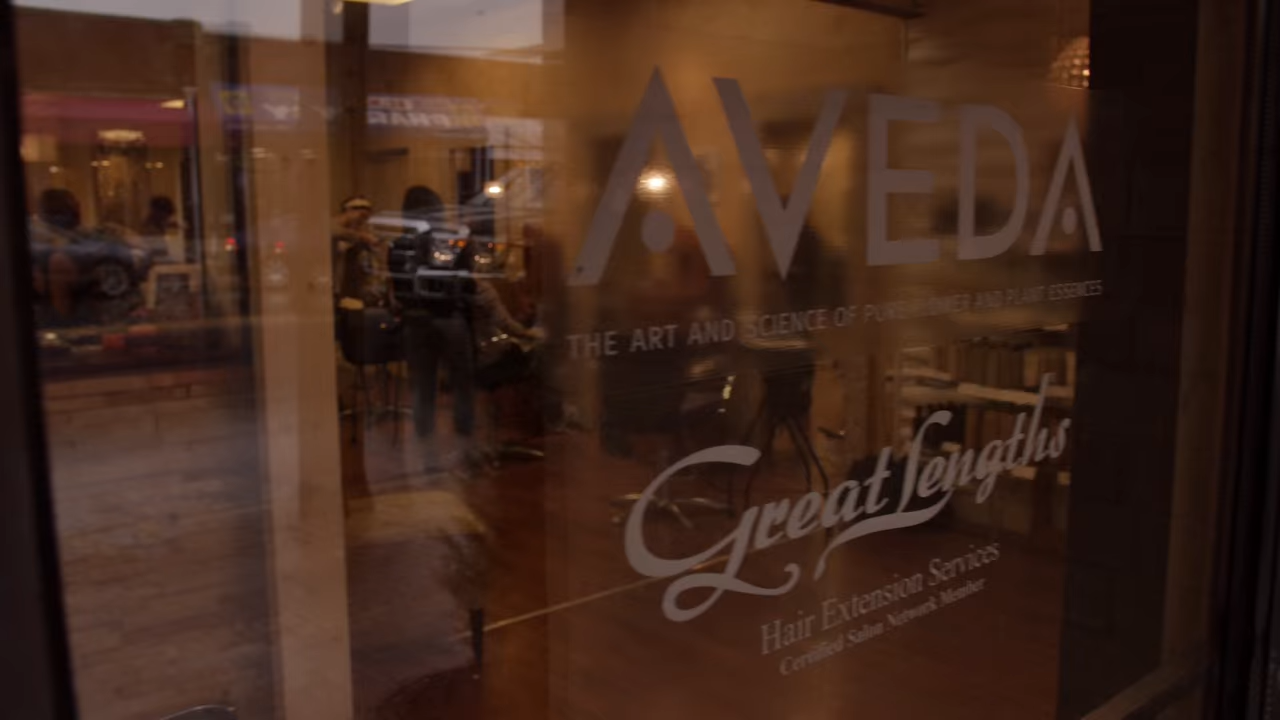 AVEDA
THE ART AND SCIENCE OF PURE FLOWER AND PLANT ESSENCES
Great Lengths
Hair Extension Services
Certified Salon Network Member